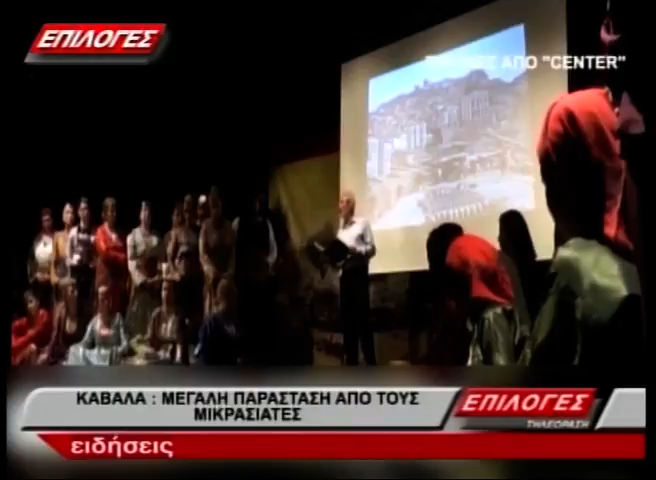 ΕΠΙΛΟΓΕΣ
ΑΠΟ "CENTER"
ΚΑΒΑΛΑ : ΜΕΓΑΛΗ ΠΑΡΑΣΤΑΣΗ ΑΠΟ ΤΟΥΣ
ΜΙΚΡΑΣΙΑΤΕΣ
ΕΠΙΛΟΓΕΣ
ΤΗΛΕΟΡΑΣΗ
ειδήσεις